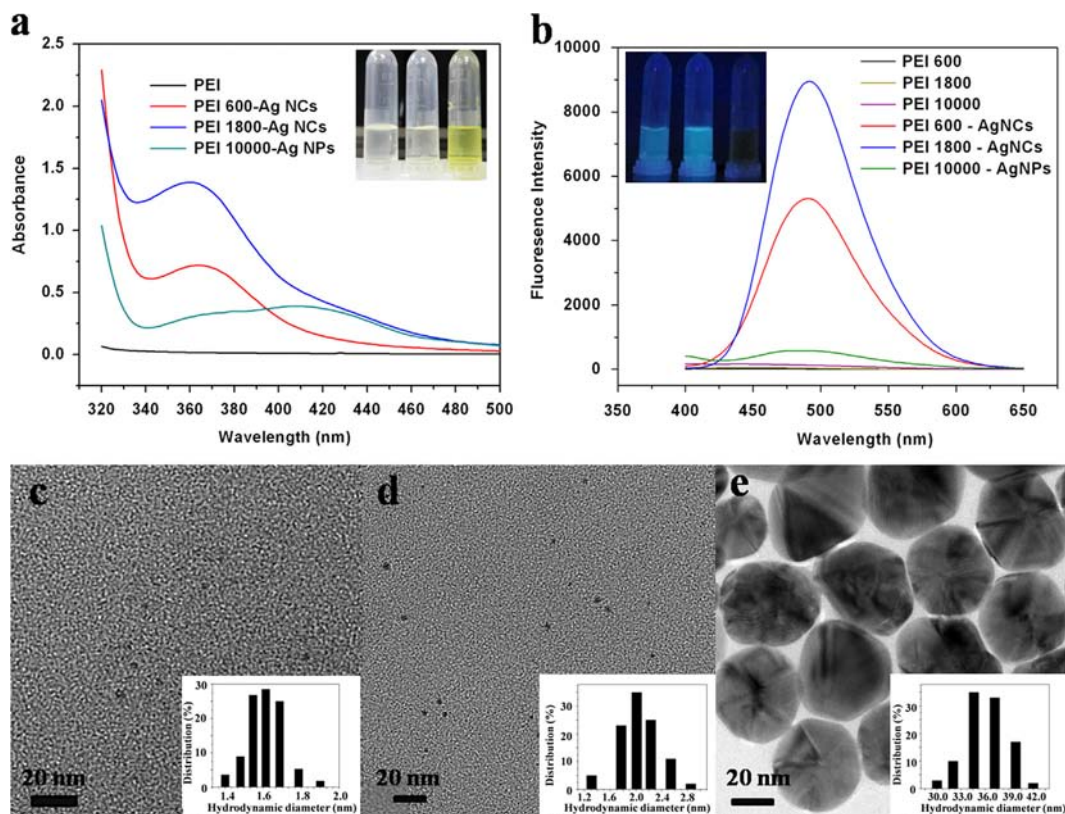 a
2.5
2.0
1.5
1.0
0.5
0.0
Absorbance
PEI
PEI 600-Ag NCs
PEI 1800-Ag NCs
PEI 10000-Ag NPs
320 340 360 380 400 420 440 460 480 500
Wavelength (nm)
b
10000
8000
6000
4000
2000
0
Fluoresence Intensity
PEI 600
PEI 1800
PEI 10000
PEI 600 - AgNCs
PEI 1800 - AgNCs
PEI 10000 - AgNPs
350 400 450 500 550 600 650
Wavelength (nm)
c
20 nm
30
20
10
0
Distribution (%)
1.4 1.6 1.8 2.0
Hydrodynamic diameter (nm)
d
20 nm
30
20
10
0
Distribution (%)
1.2 1.6 2.0 2.4 2.8
Hydrodynamic diameter (nm)
e
20 nm
30
20
10
0
Distribution (%)
30.0 33.0 36.0 39.0 42.0
Hydrodynamic diameter (nm)